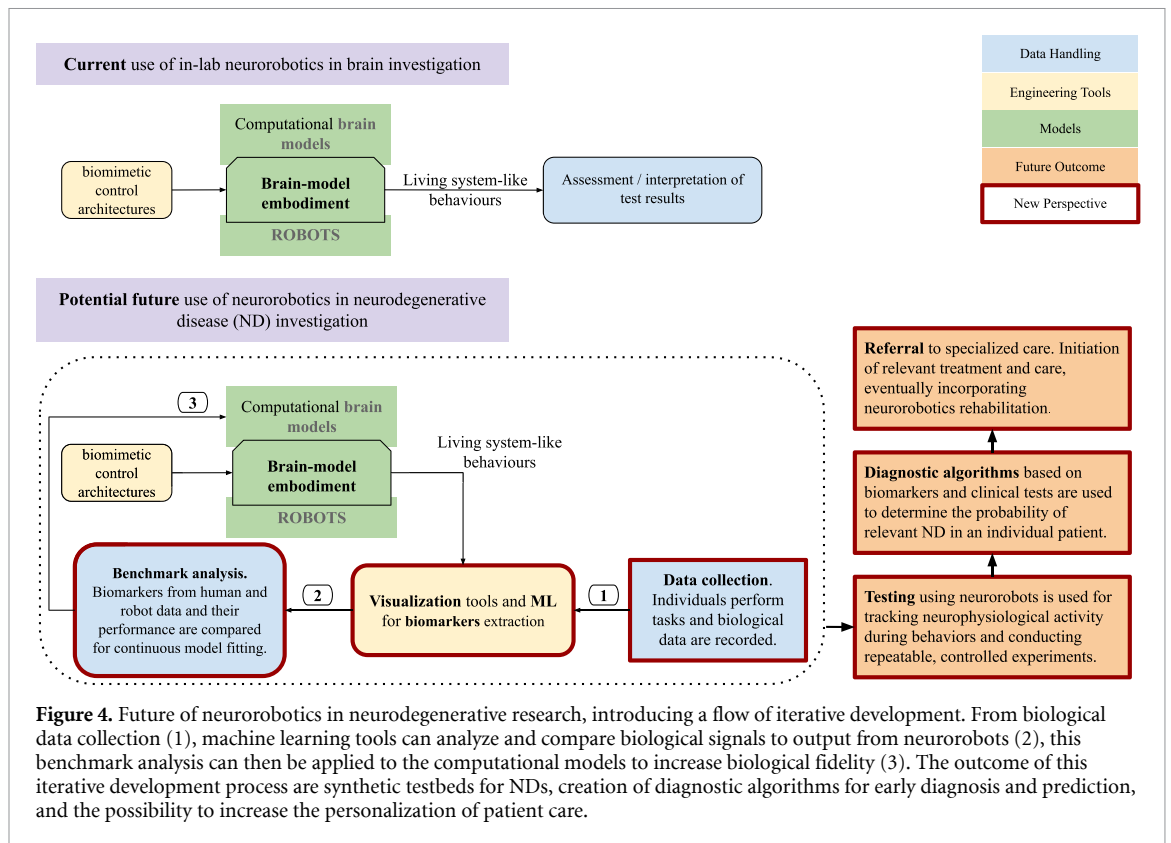 Current use of in-lab neurorobotics in brain investigation
Data Handling
Engineering Tools
Models
Future Outcome
New Perspective
Computational brain
models
biomimetic
control
architectures
Brain-model
embodiment
ROBOTS
Living system-like
behaviours
Assessment / interpretation of
test results
Potential future use of neurorobotics in neurodegenerative
disease (ND) investigation
3
Computational brain
models
biomimetic
control
architectures
Brain-model
embodiment
ROBOTS
Living system-like
behaviours
Benchmark analysis.
Biomarkers from human and
robot data and their
performance are compared
for continuous model fitting.
2
Visualization tools and ML
for biomarkers extraction
1
Data collection.
Individuals perform
tasks and biological
data are recorded.
Referral to specialized care. Initiation
of relevant treatment and care,
eventually incorporating
neurorobotics rehabilitation.
Diagnostic algorithms based on
biomarkers and clinical tests are used
to determine the probability of
relevant ND in an individual patient.
Testing using neurorobots is used for
tracking neurophysiological activity
during behaviors and conducting
repeatable, controlled experiments.
Figure 4. Future of neurorobotics in neurodegenerative research, introducing a flow of iterative development. From biological
data collection (1), machine learning tools can analyze and compare biological signals to output from neurorobots (2), this
benchmark analysis can then be applied to the computational models to increase biological fidelity (3). The outcome of this
iterative development process are synthetic testbeds for NDs, creation of diagnostic algorithms for early diagnosis and prediction,
and the possibility to increase the personalization of patient care.